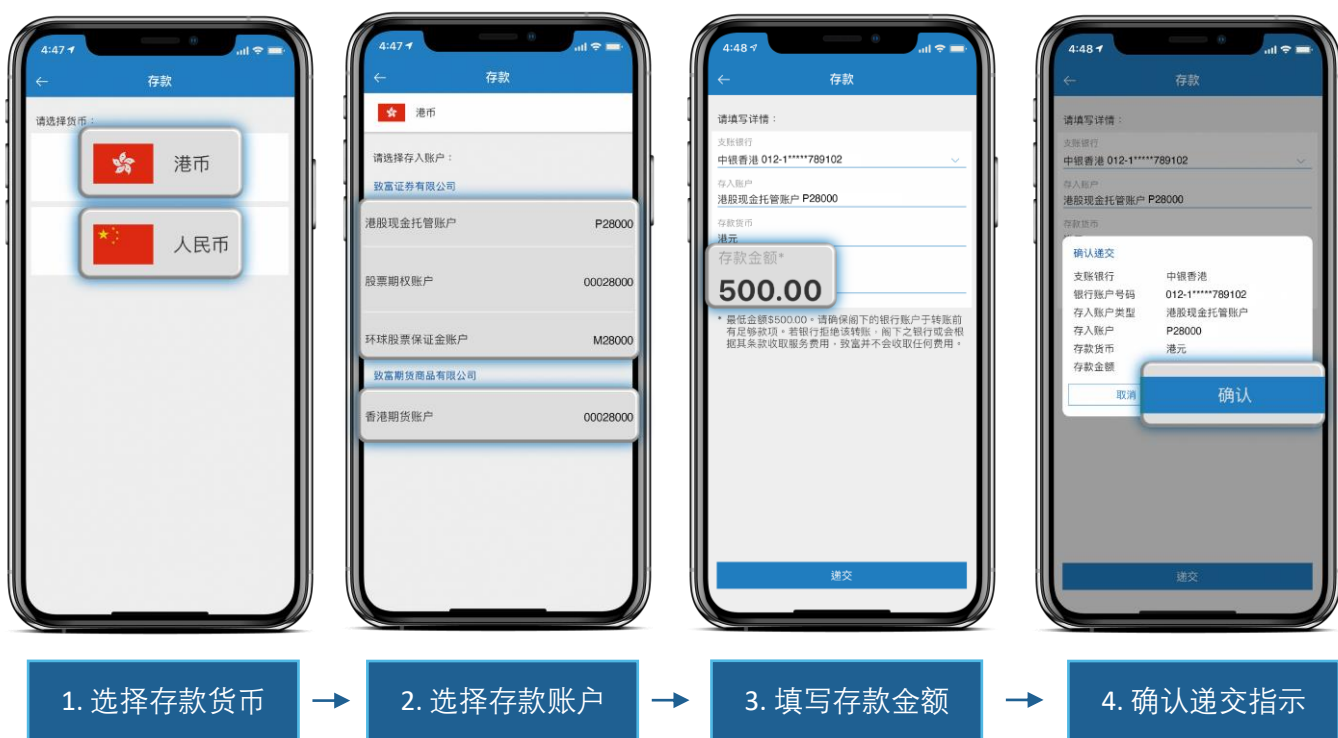 4:47
存款
请选择货币：
港币
人民币
4:47
存款
港币
请选择存入账户：
致富证券有限公司
港股现金托管账户 P28000
股票期权账户 00028000
环球股票保证金账户 M28000
致富期货商品有限公司
香港期货账户 00028000
4:48
存款
请填写详情：
支账银行
中银香港 012-1*****789102
存入账户
港股现金托管账户 P28000
存款货币
港元
存款金额*
500.00
* 最低金额$500.00。请确保阁下的银行账户于转账前
有足够款项。若银行拒绝该转账，阁下之银行或会根
据其条款收取服务费用，致富并不会收取任何费用。
递交
4:48
存款
请填写详情：
支账银行
中银香港 012-1*****789102
存入账户
港股现金托管账户 P28000
存款货币
确认递交
支账银行 中银香港
银行账户号码 012-1*****789102
存入账户类型 港股现金托管账户
存入账户 P28000
存款货币 港元
存款金额
取消 确认
递交
1. 选择存款货币
2. 选择存款账户
3. 填写存款金额
4. 确认递交指示